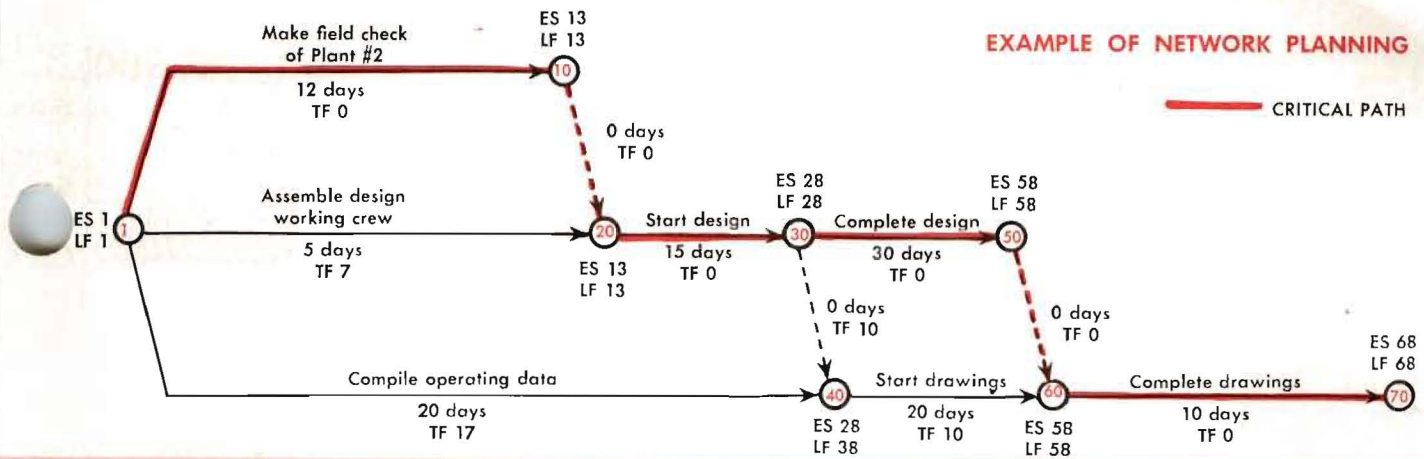 EXAMPLE OF NETWORK PLANNING
CRITICAL PATH
Make field check
of Plant #2
12 days
TF 0
ES 13
LF 13
10
0 days
TF 0
ES 1
LF 1
1
Assemble design
working crew
5 days
TF 7
20
ES 13
LF 13
Start design
15 days
TF 0
ES 28
LF 28
30
Complete design
30 days
TF 0
ES 58
LF 58
50
0 days
TF 10
0 days
TF 0
Compile operating data
20 days
TF 17
40
ES 28
LF 38
Start drawings
20 days
TF 10
60
ES 58
LF 58
Complete drawings
10 days
TF 0
ES 68
LF 68
70